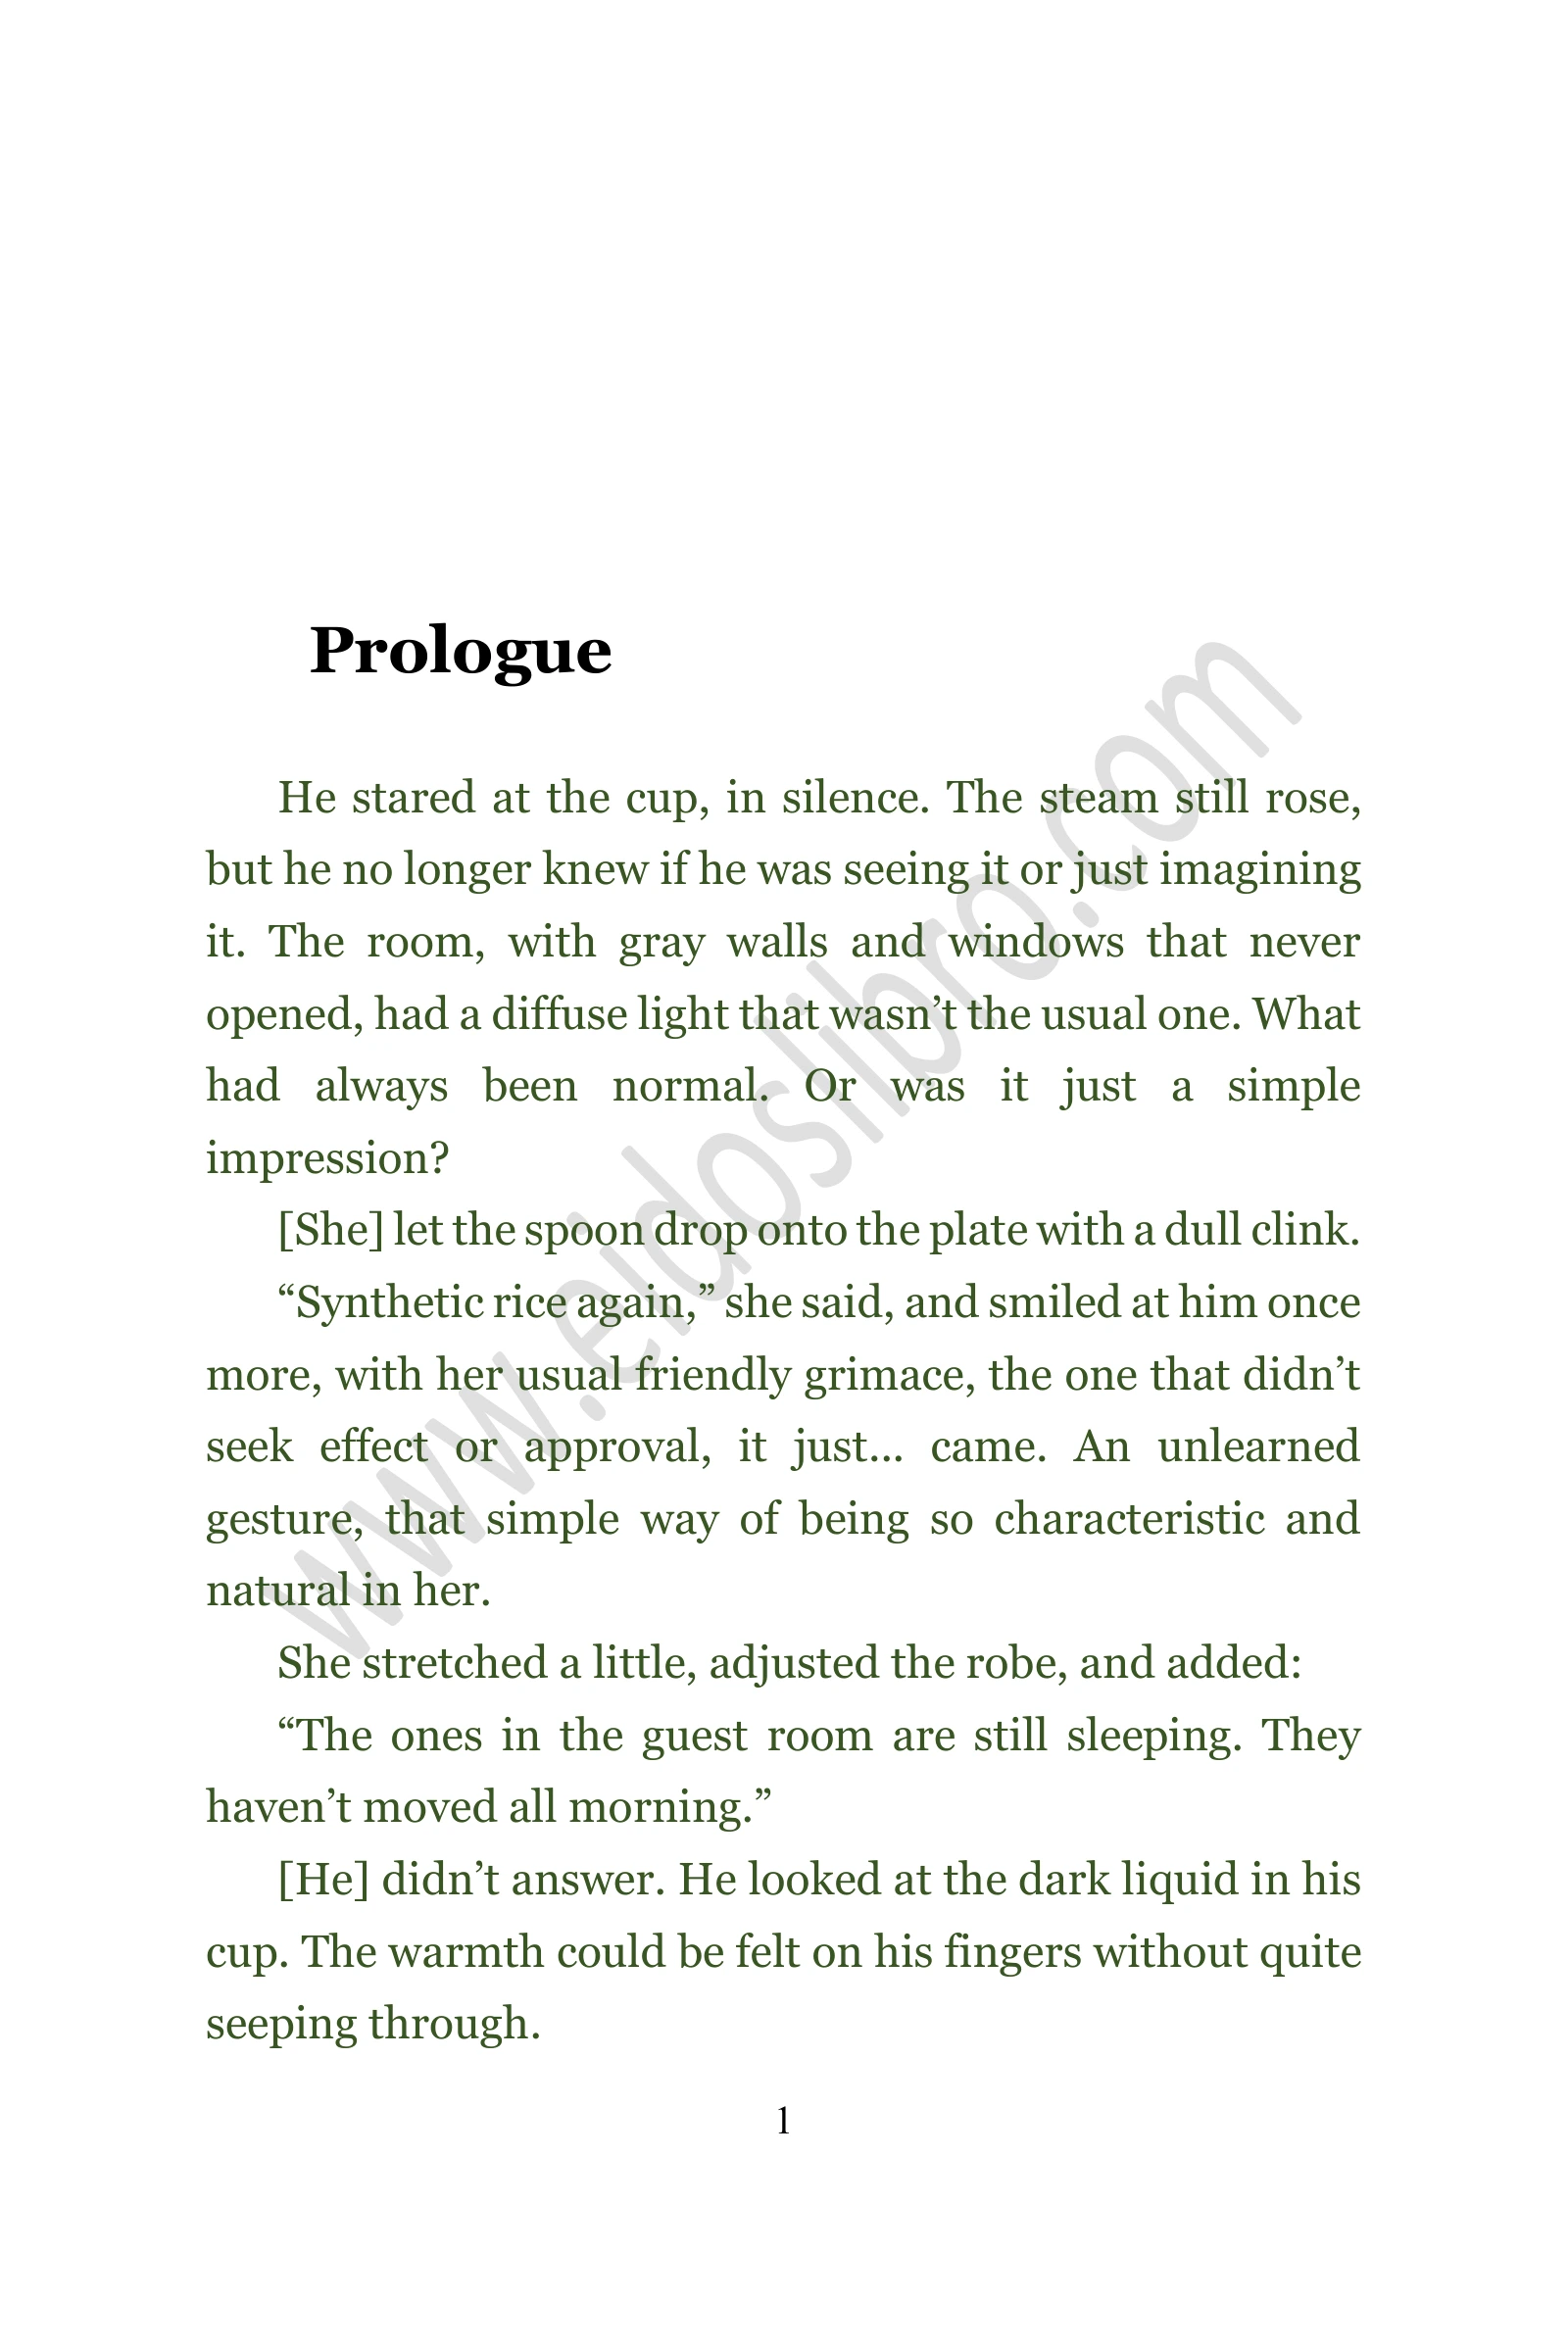 Prologue
He stared at the cup, in silence. The steam still rose,
but he no longer knew if he was seeing it or just imagining
it. The room, with gray walls and windows that never
opened, had a diffuse light that wasn’t the usual one. What
had always been normal. Or was it just a simple
impression?
[She] let the spoon drop onto the plate with a dull clink.
“Synthetic rice again,” she said, and smiled at him once
more, with her usual friendly grimace, the one that didn’t
seek effect or approval, it just... came. An unlearned
gesture, that simple way of being so characteristic and
natural in her.
She stretched a little, adjusted the robe, and added:
“The ones in the guest room are still sleeping. They
haven’t moved all morning.”
[He] didn’t answer. He looked at the dark liquid in his
cup. The warmth could be felt on his fingers without quite
seeping through.
1
www.eidoslibro.com